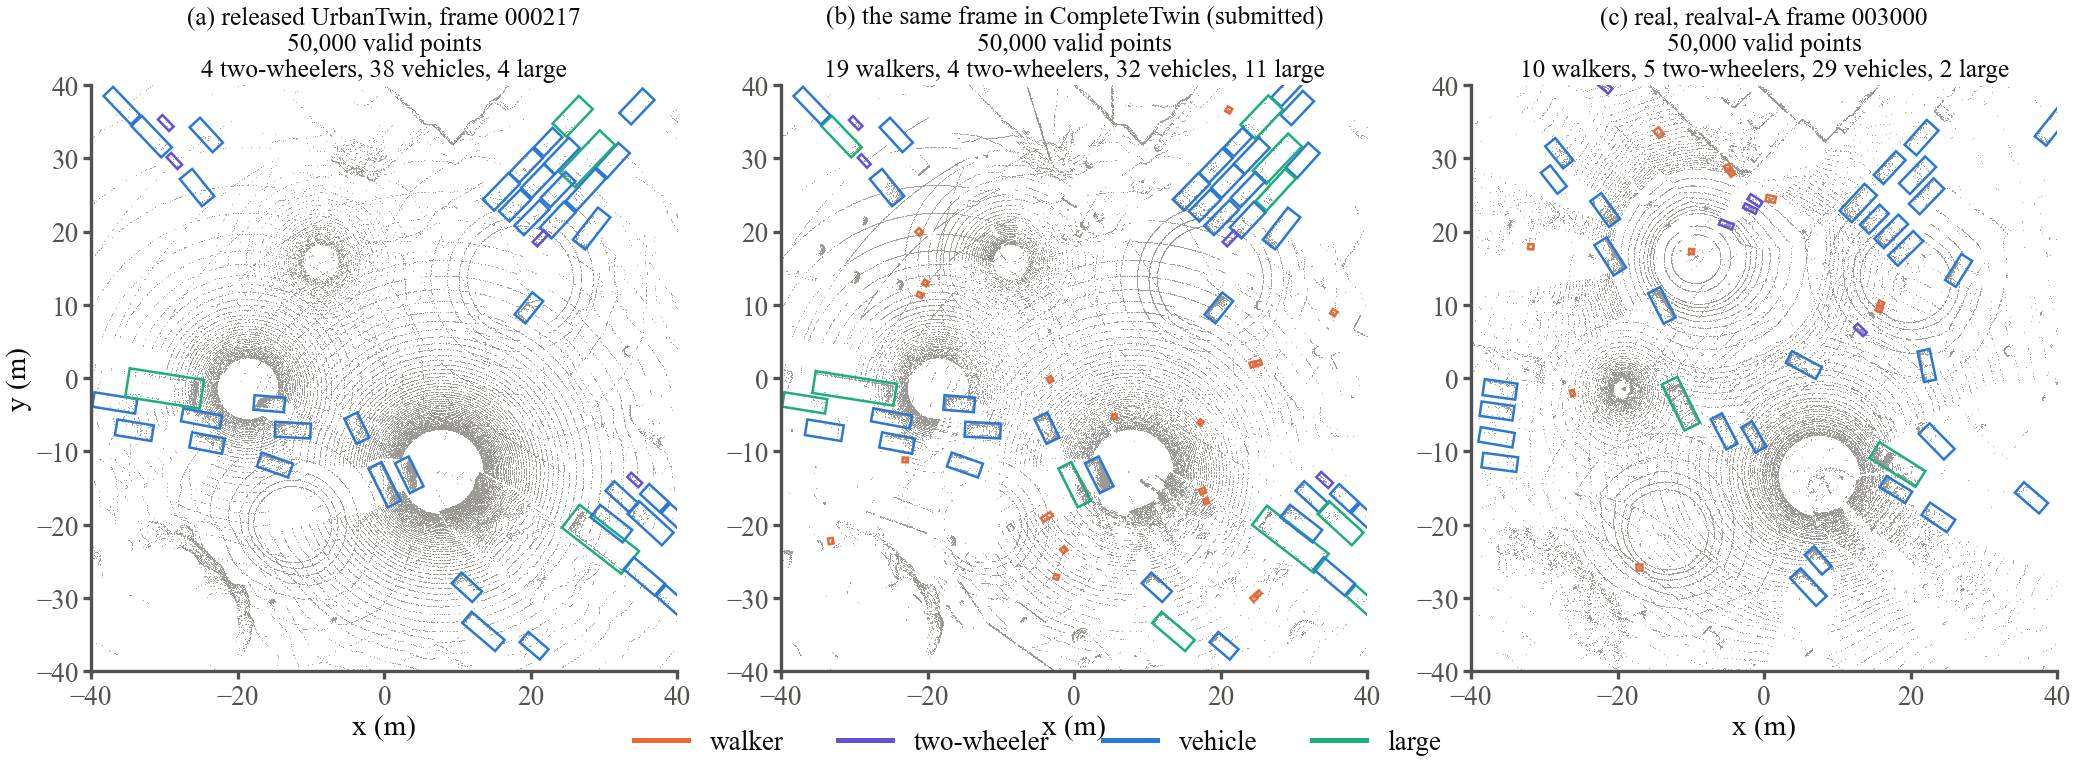 (a) released UrbanTwin, frame 000217
50,000 valid points
4 two-wheelers, 38 vehicles, 4 large
(b) the same frame in CompleteTwin (submitted)
50,000 valid points
19 walkers, 4 two-wheelers, 32 vehicles, 11 large
(c) real, realval-A frame 003000
50,000 valid points
10 walkers, 5 two-wheelers, 29 vehicles, 2 large
y (m)
40
30
20
10
0
−10
−20
−30
−40
−40 −20 0 20 40
x (m)
40
30
20
10
0
−10
−20
−30
−40
−40 −20 0 20 40
x (m)
40
30
20
10
0
−10
−20
−30
−40
−40 −20 0 20 40
x (m)
walker two-wheeler vehicle large